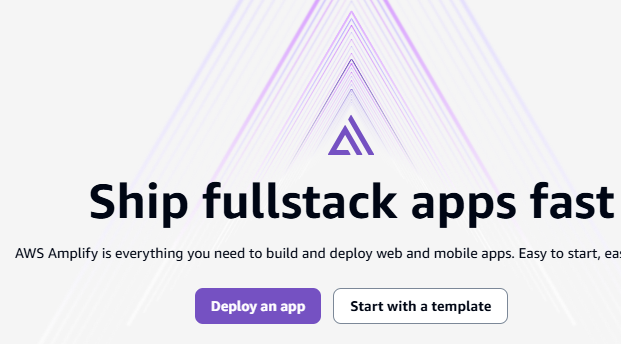 Ship fullstack apps fast
AWS Amplify is everything you need to build and deploy web and mobile apps. Easy to start,
Deploy an app
Start with a template